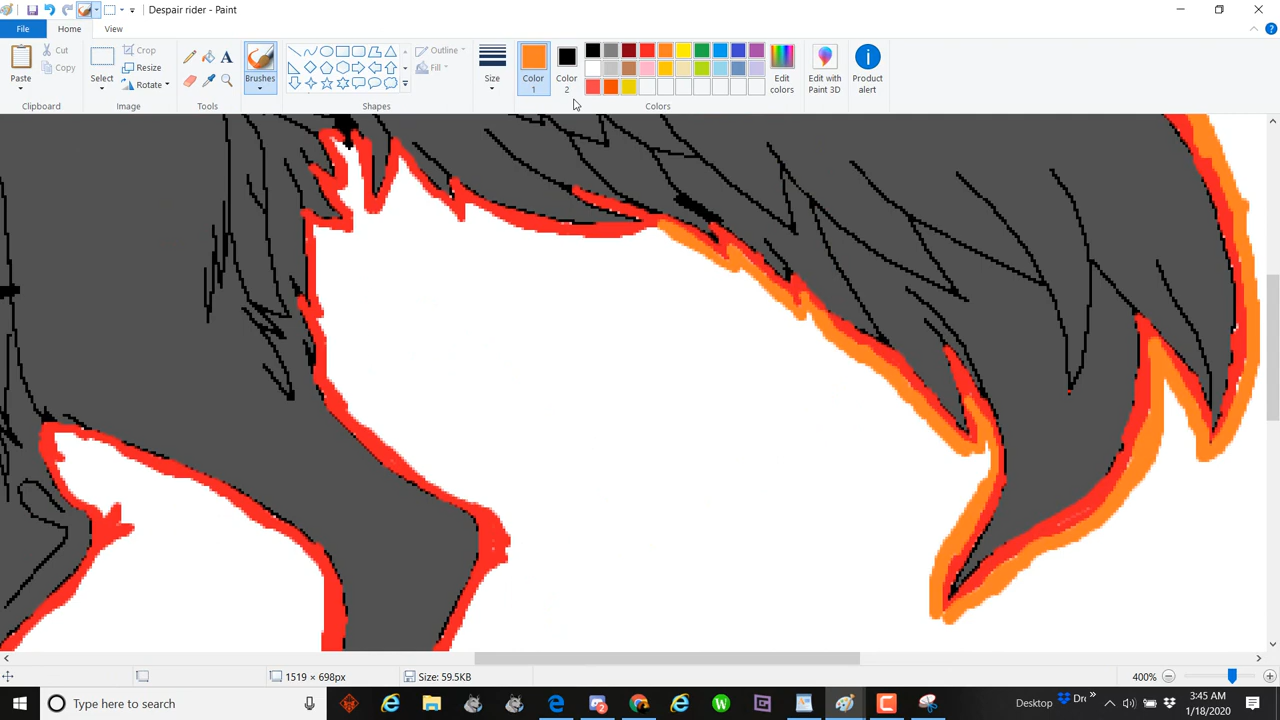 Despair rider - Paint
File
Home
View
Paste
Cut
Copy
Clipboard
Select
Crop
Resize
Rotate
Image
Tools
Brushes
Shapes
Outline
Fill
Size
Color 1
Color 2
Colors
Edit colors
Edit with Paint 3D
Product alert
1519 × 698px
Size: 59.5KB
400%
Type here to search
Desktop
3:45 AM
1/18/2020